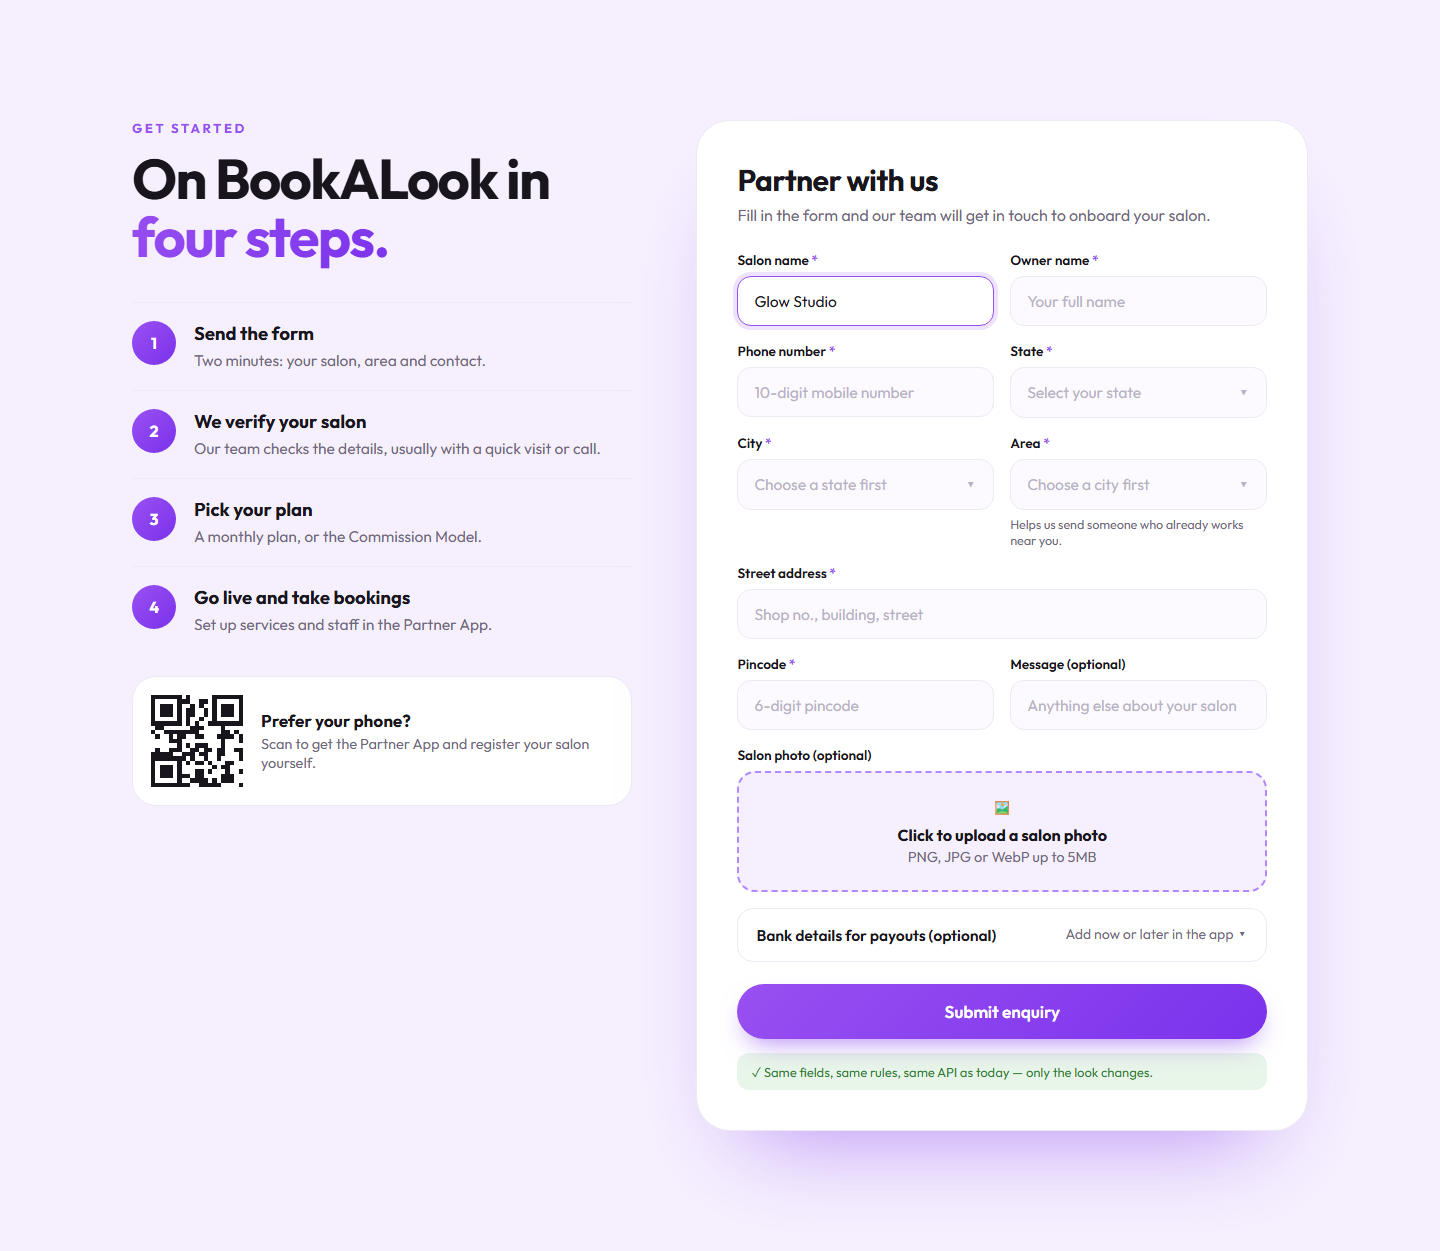 GET STARTED
On BookALook in
four steps.
1
Send the form
Two minutes: your salon, area and contact.
2
We verify your salon
Our team checks the details, usually with a quick visit or call.
3
Pick your plan
A monthly plan, or the Commission Model.
4
Go live and take bookings
Set up services and staff in the Partner App.
Prefer your phone?
Scan to get the Partner App and register your salon
yourself.
Partner with us
Fill in the form and our team will get in touch to onboard your salon.
Salon name *
Owner name *
Glow Studio
Your full name
Phone number *
State *
10-digit mobile number
Select your state
City *
Area *
Choose a state first
Choose a city first
Helps us send someone who already works
near you.
Street address *
Shop no., building, street
Pincode *
Message (optional)
6-digit pincode
Anything else about your salon
Salon photo (optional)
Click to upload a salon photo
PNG, JPG or WebP up to 5MB
Bank details for payouts (optional)
Add now or later in the app
Submit enquiry
✓ Same fields, same rules, same API as today — only the look changes.